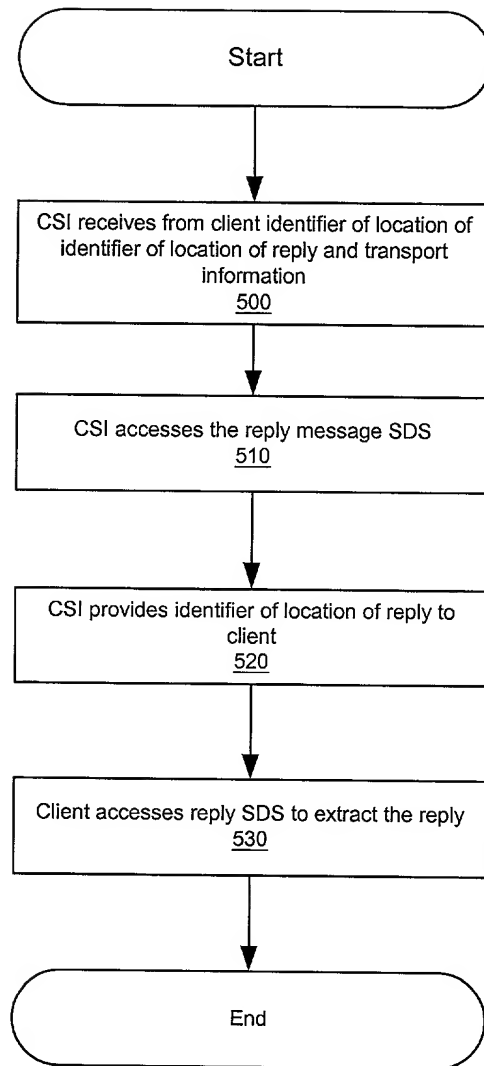 Start
CSI receives from client identifier of location of
identifier of location of reply and transport
information
500
CSI accesses the reply message SDS
510
CSI provides identifier of location of reply to
client
520
Client accesses reply SDS to extract the reply
530
End